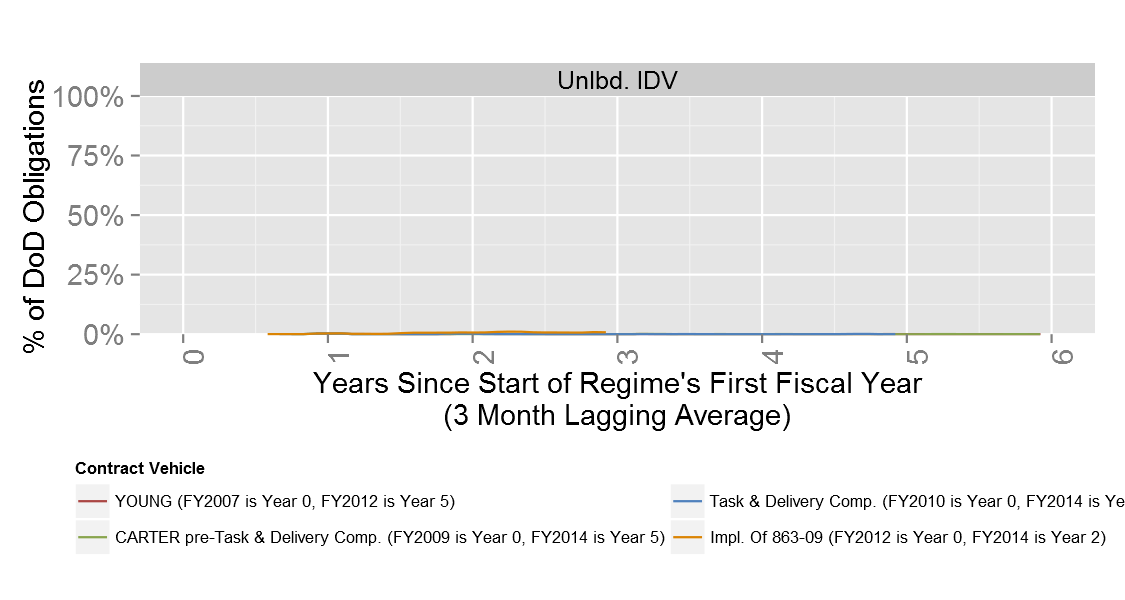 Unlbd. IDV
% of DoD Obligations
100%
75%
50%
25%
0%
0
1
2
3
4
5
6
Years Since Start of Regime's First Fiscal Year
(3 Month Lagging Average)
Contract Vehicle
YOUNG (FY2007 is Year 0, FY2012 is Year 5)
Task & Delivery Comp. (FY2010 is Year 0, FY2014 is Ye
CARTER pre-Task & Delivery Comp. (FY2009 is Year 0, FY2014 is Year 5)
Impl. Of 863-09 (FY2012 is Year 0, FY2014 is Year 2)